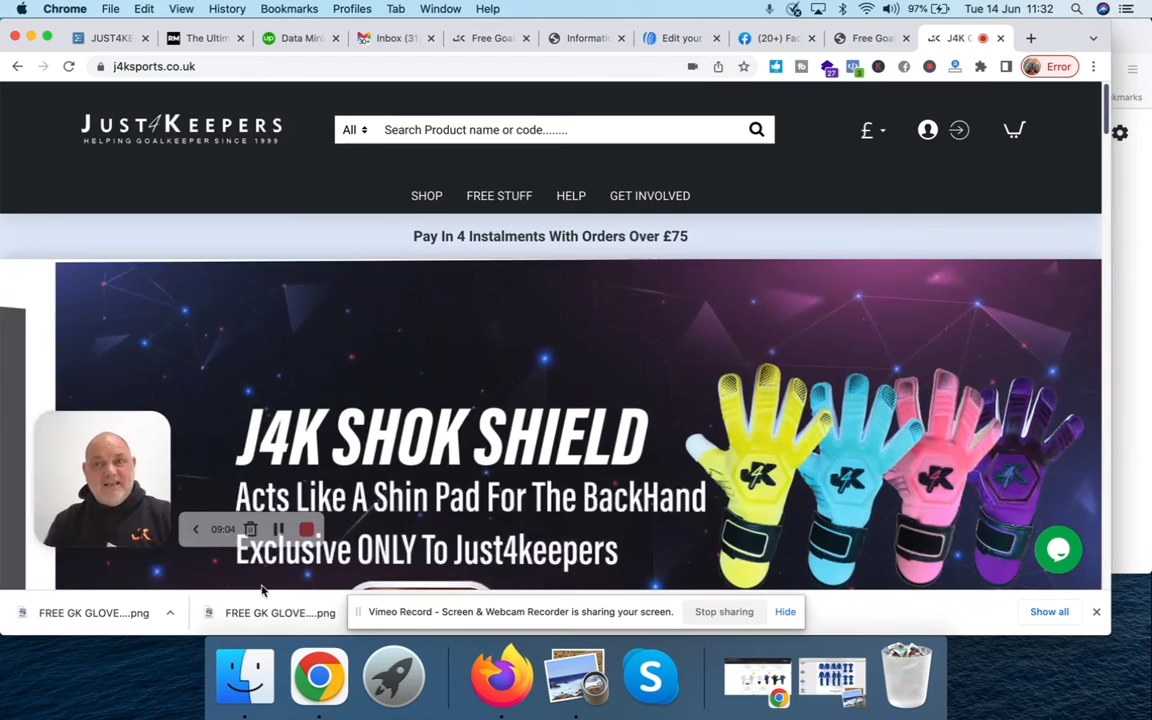 Chrome File Edit View History Bookmarks Profiles Tab Window Help 97% Tue 14 Jun 11:32
JUST4KE The Ultim Data Mini Inbox (31 Free Goa Informati Edit your (20+) Fac Free Goa J4K
j4ksports.co.uk 27 3 Error
JUST4KEEPERS
HELPING GOALKEEPER SINCE 1999
All Search Product name or code........ £
SHOP FREE STUFF HELP GET INVOLVED
Pay In 4 Instalments With Orders Over £75
J4K SHOK SHIELD
Acts Like A Shin Pad For The BackHand
Exclusive ONLY To Just4keepers
09:04
FREE GK GLOVE....png FREE GK GLOVE....png Vimeo Record - Screen & Webcam Recorder is sharing your screen. Stop sharing Hide Show all